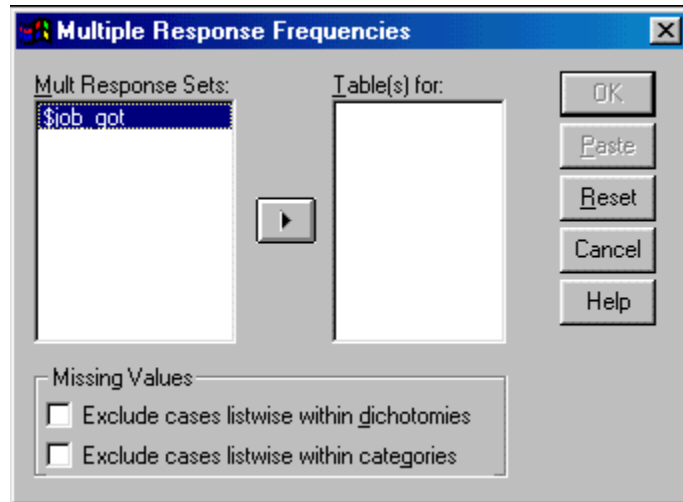 Multiple Response Frequencies
Mult Response Sets:
$job_got
Table(s) for:
OK
Paste
Reset
Cancel
Help
Missing Values
Exclude cases listwise within dichotomies
Exclude cases listwise within categories